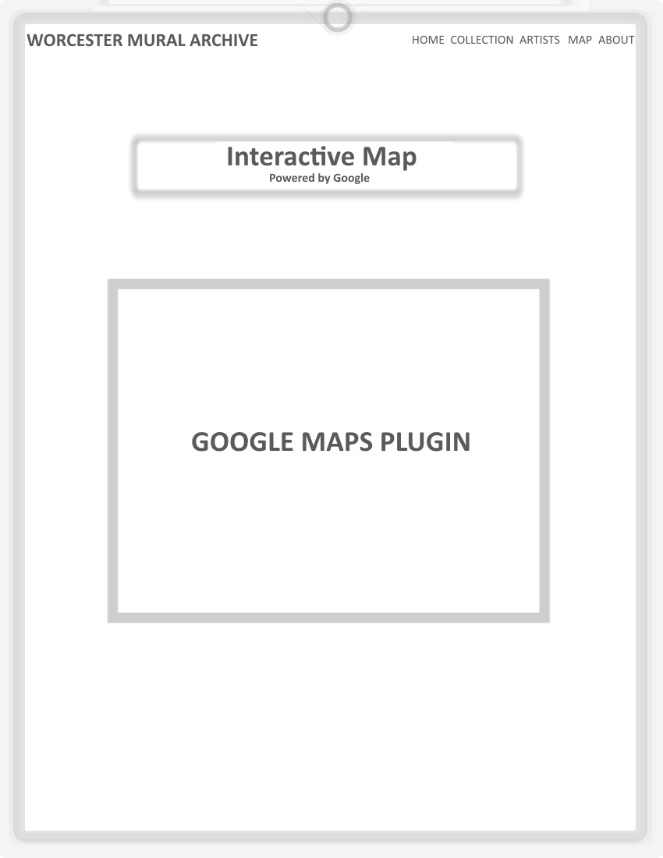 WORCESTER MURAL ARCHIVE
HOME COLLECTION ARTISTS MAP ABOUT
Interactive Map
Powered by Google
GOOGLE MAPS PLUGIN